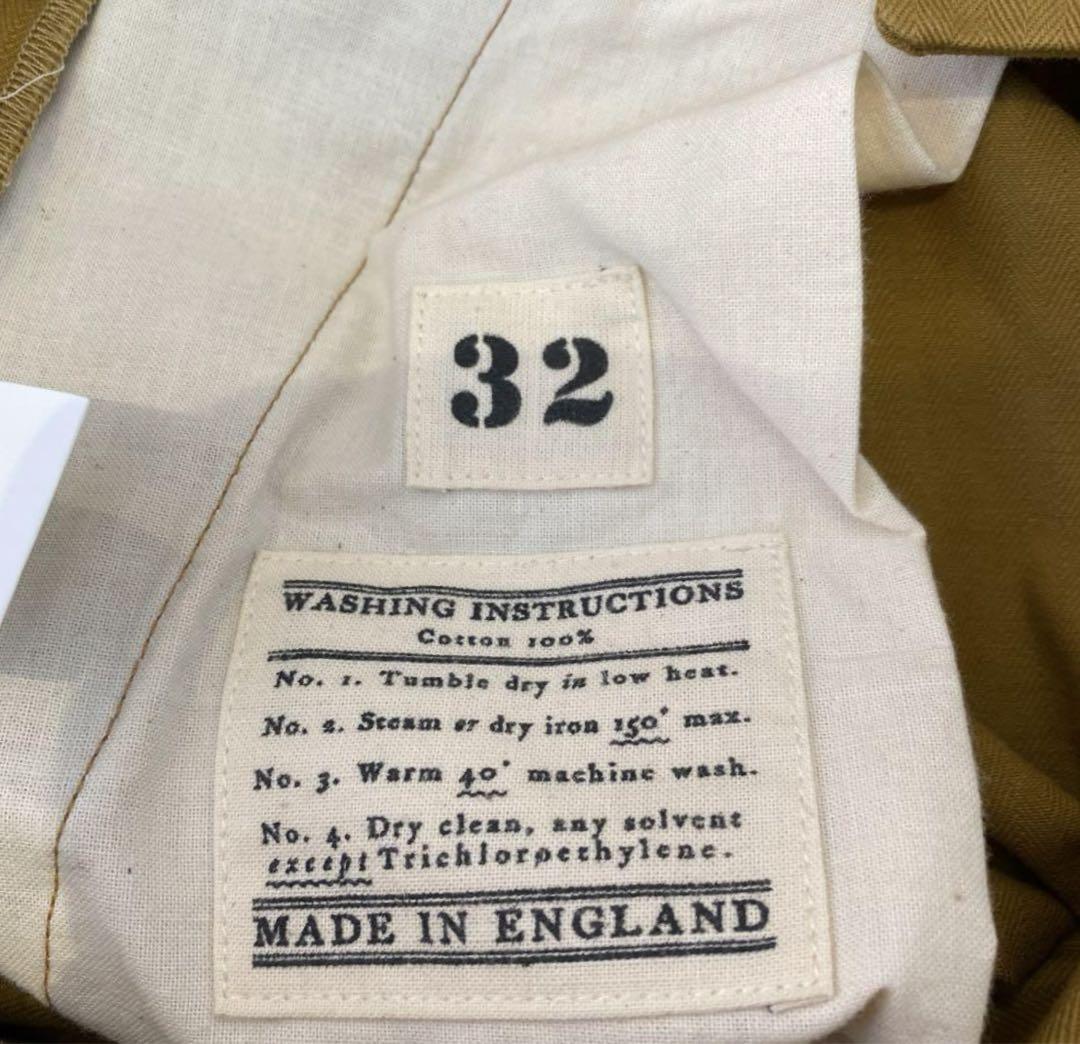 32
WASHING INSTRUCTIONS
Cotton 100%
No. 1. Tumble dry in low heat.
No. 2. Steam or dry iron 150° max.
No. 3. Warm 40° machine wash.
No. 4. Dry clean, any solvent
except Trichloroethylene.
MADE IN ENGLAND